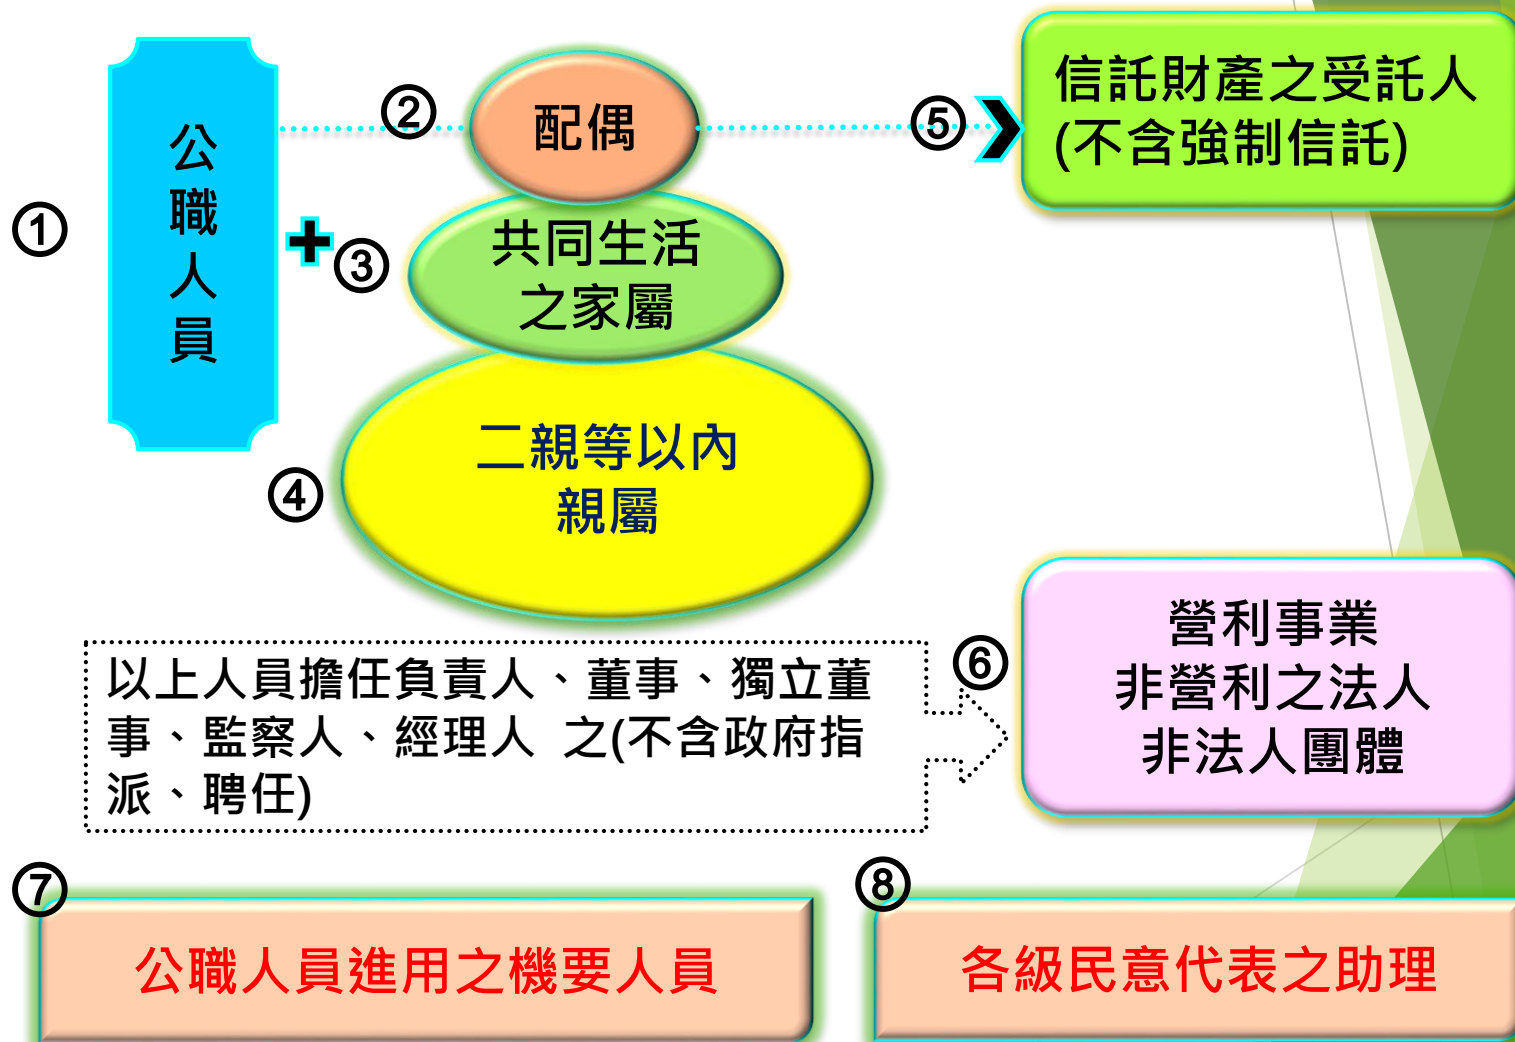 ①
公職人員
②
配偶
③
共同生活
之家屬
④
二親等以內
親屬
⑤
信託財產之受託人
(不含強制信託)
以上人員擔任負責人、董事、獨立董
事、監察人、經理人 之(不含政府指
派、聘任)
⑥
營利事業
非營利之法人
非法人團體
⑦
公職人員進用之機要人員
⑧
各級民意代表之助理